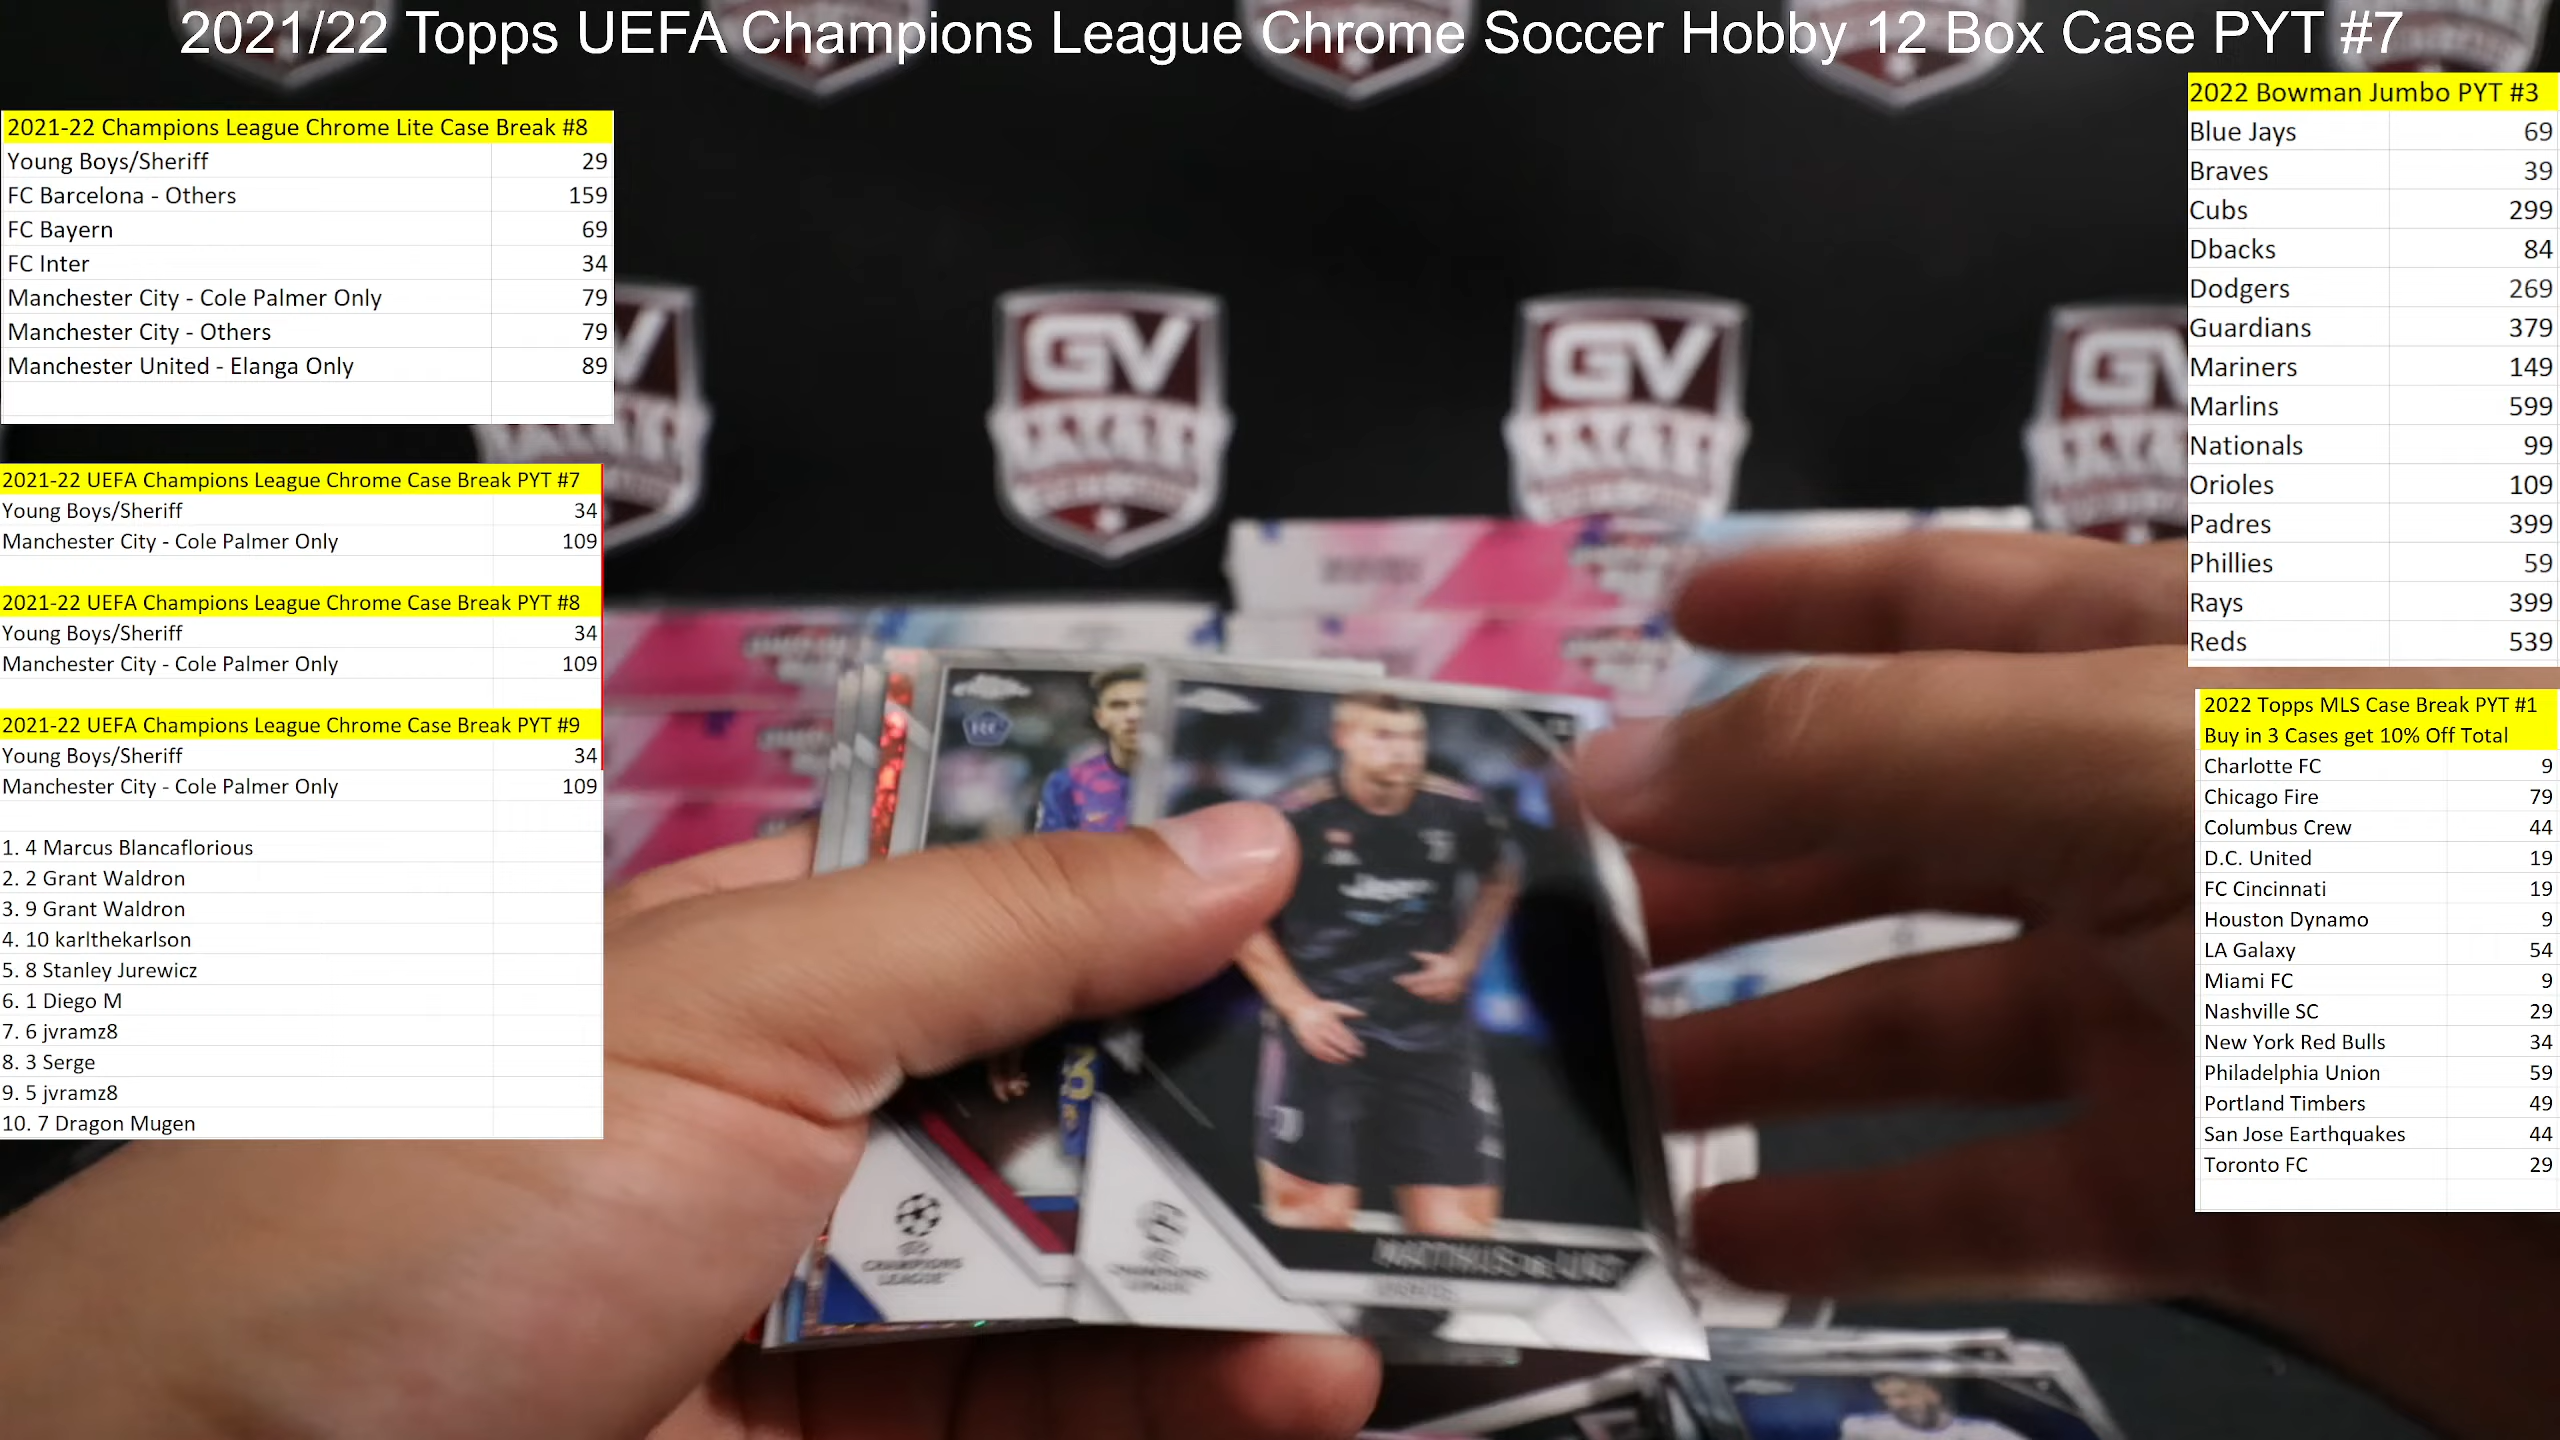 2021/22 Topps UEFA Champions League Chrome Soccer Hobby 12 Box Case PYT #7
2021-22 Champions League Chrome Lite Case Break #8
Young Boys/Sheriff 29
FC Barcelona - Others 159
FC Bayern 69
FC Inter 34
Manchester City - Cole Palmer Only 79
Manchester City - Others 79
Manchester United - Elanga Only 89
2021-22 UEFA Champions League Chrome Case Break PYT #7
Young Boys/Sheriff 34
Manchester City - Cole Palmer Only 109
2021-22 UEFA Champions League Chrome Case Break PYT #8
Young Boys/Sheriff 34
Manchester City - Cole Palmer Only 109
2021-22 UEFA Champions League Chrome Case Break PYT #9
Young Boys/Sheriff 34
Manchester City - Cole Palmer Only 109
1. 4 Marcus Blancaflorious
2. 2 Grant Waldron
3. 9 Grant Waldron
4. 10 karlthekarlson
5. 8 Stanley Jurewicz
6. 1 Diego M
7. 6 jvramz8
8. 3 Serge
9. 5 jvramz8
10. 7 Dragon Mugen
2022 Bowman Jumbo PYT #3
Blue Jays 69
Braves 39
Cubs 299
Dbacks 84
Dodgers 269
Guardians 379
Mariners 149
Marlins 599
Nationals 99
Orioles 109
Padres 399
Phillies 59
Rays 399
Reds 539
2022 Topps MLS Case Break PYT #1
Buy in 3 Cases get 10% Off Total
Charlotte FC 9
Chicago Fire 79
Columbus Crew 44
D.C. United 19
FC Cincinnati 19
Houston Dynamo 9
LA Galaxy 54
Miami FC 9
Nashville SC 29
New York Red Bulls 34
Philadelphia Union 59
Portland Timbers 49
San Jose Earthquakes 44
Toronto FC 29
GV
GV
RC
Jeep
CHAMPIONS
LEAGUE
CHAMPIONS
LEAGUE
MATTHIJS DE LIGT